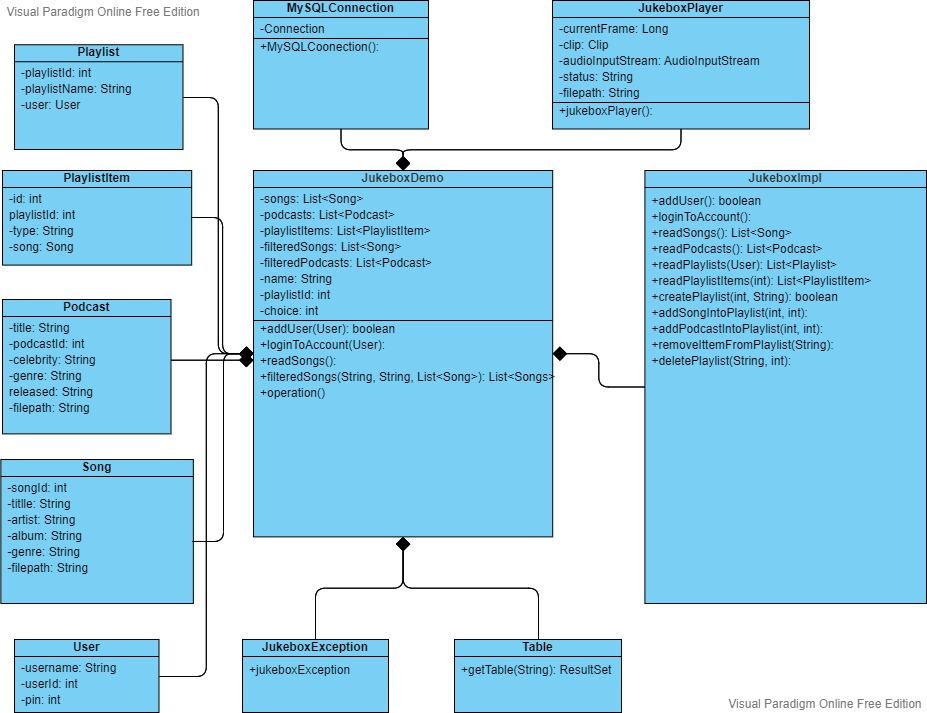 Visual Paradigm Online Free Edition
MySQLConnection
-Connection
+MySQLCoonection():
JukeboxPlayer
-currentFrame: Long
-clip: Clip
-audioInputStream: AudioInputStream
-status: String
-filepath: String
+jukeboxPlayer():
Playlist
-playlistId: int
-playlistName: String
-user: User
PlaylistItem
-id: int
playlistId: int
-type: String
-song: Song
JukeboxDemo
-songs: List<Song>
-podcasts: List<Podcast>
-playlistItems: List<PlaylistItem>
-filteredSongs: List<Song>
-filteredPodcasts: List<Podcast>
-name: String
-playlistId: int
-choice: int
+addUser(User): boolean
+loginToAccount(User):
+readSongs():
+filteredSongs(String, String, List<Song>): List<Songs>
+operation()
JukeboxImpl
+addUser(): boolean
+loginToAccount():
+readSongs(): List<Song>
+readPodcasts(): List<Podcast>
+readPlaylists(User): List<Playlist>
+readPlaylistItems(int): List<PlaylistItem>
+createPlaylist(int, String): boolean
+addSongIntoPlaylist(int, int):
+addPodcastIntoPlaylist(int, int):
+removeItemFromPlaylist(String):
+deletePlaylist(String, int):
Podcast
-title: String
-podcastId: int
-celebrity: String
-genre: String
released: String
-filepath: String
Song
-songId: int
-titlle: String
-artist: String
-album: String
-genre: String
-filepath: String
User
-username: String
-userId: int
-pin: int
JukeboxException
+jukeboxException
Table
+getTable(String): ResultSet
Visual Paradigm Online Free Edition